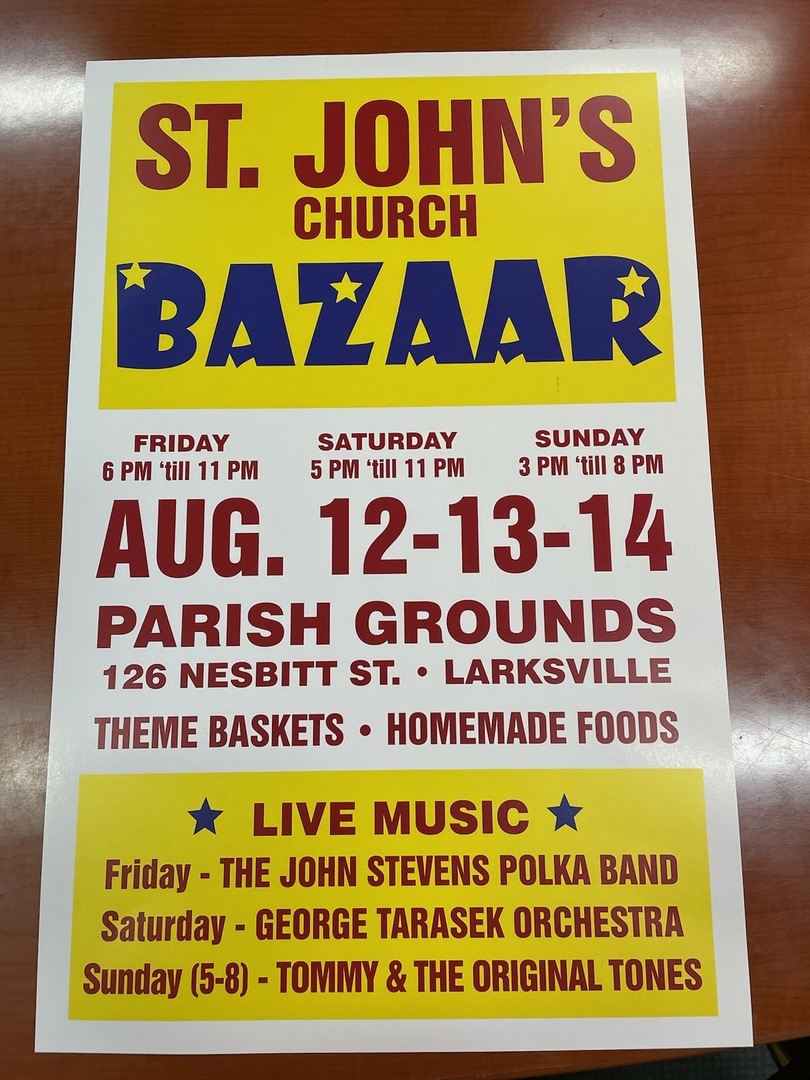 ST. JOHN'S
CHURCH
BAZAAR
FRIDAY SATURDAY SUNDAY
6 PM ‘till 11 PM 5 PM ‘till 11 PM 3 PM ‘till 8 PM
AUG. 12-13-14
PARISH GROUNDS
126 NESBITT ST. • LARKSVILLE
THEME BASKETS • HOMEMADE FOODS
LIVE MUSIC
Friday - THE JOHN STEVENS POLKA BAND
Saturday - GEORGE TARASEK ORCHESTRA
Sunday (5-8) - TOMMY & THE ORIGINAL TONES